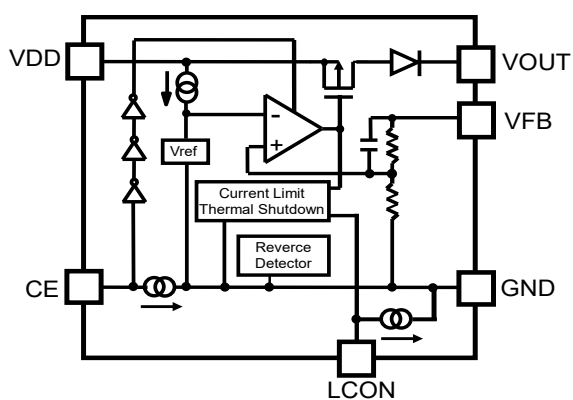 VDD
VOUT
VFB
−
+
Vref
Current Limit
Thermal Shutdown
Reverce
Detector
CE
GND
LCON